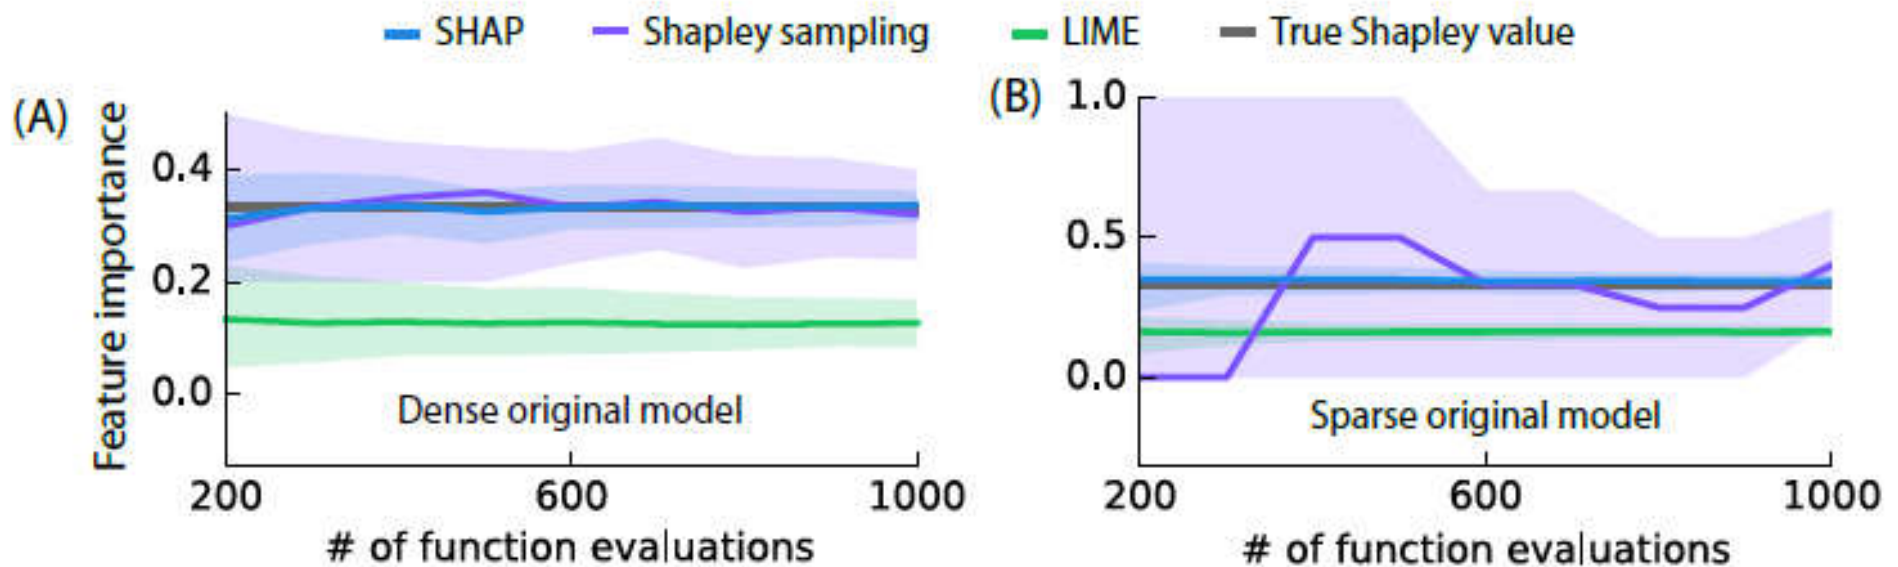 SHAP Shapley sampling LIME True Shapley value
(A)
Feature importance
0.4
0.2
0.0
Dense original model
200 600 1000
# of function evaluations
(B)
1.0
0.5
0.0
Sparse original model
200 600 1000
# of function evaluations